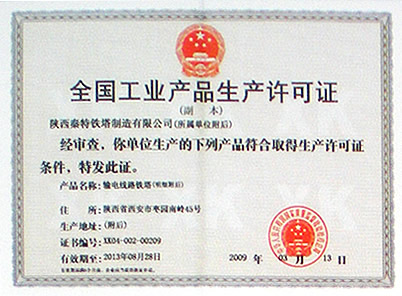 全国工业产品生产许可证
(副 本)
陕西泰特铁塔制造有限公司(所属单位附后)
经审查、你单位生产的下列产品符合取得生产许可证
条件，特发此证。
产品名称: 输电线路铁塔(明细附后)
住 所: 陕西省西安市枣园南岭45号
生产地址: (附后)
证书编号: XK04-002-00209
有效期至: 2013年08月28日
2009 年 03 月 13 日